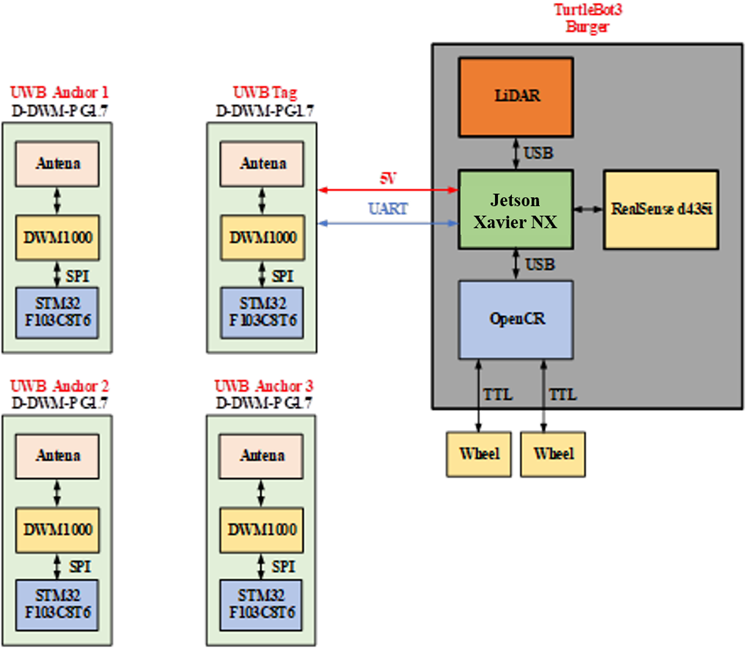 TurtleBot3
Burger
LiDAR
USB
Jetson
Xavier NX
RealSense d435i
USB
OpenCR
TTL
TTL
Wheel
Wheel
5V
UART
UWB Anchor 1
D-DWM-PG1.7
Antena
DWM1000
SPI
STM32
F103C8T6
UWB Tag
D-DWM-PG1.7
Antena
DWM1000
SPI
STM32
F103C8T6
UWB Anchor 2
D-DWM-PG1.7
Antena
DWM1000
SPI
STM32
F103C8T6
UWB Anchor 3
D-DWM-PG1.7
Antena
DWM1000
SPI
STM32
F103C8T6